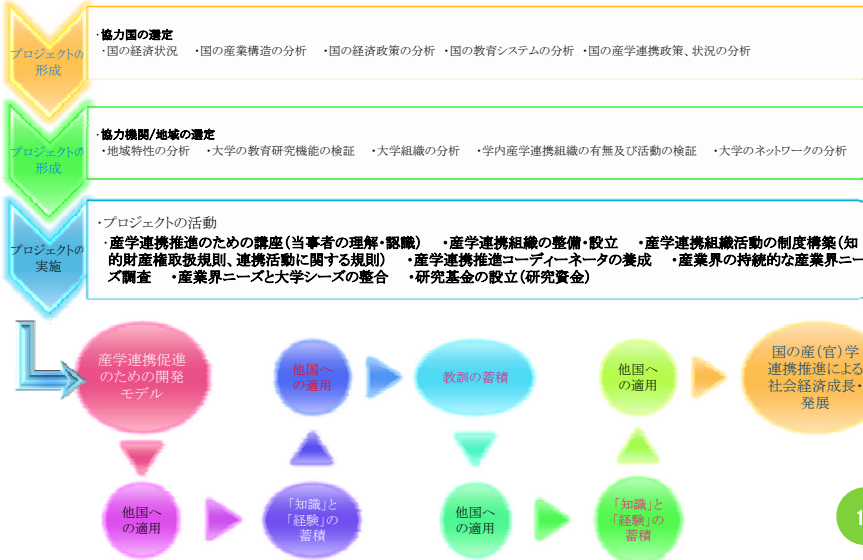 プロジェクトの
形成
・協力国の選定
・国の経済状況　・国の産業構造の分析　・国の経済政策の分析　・国の教育システムの分析　・国の産学連携政策、状況の分析
プロジェクトの
形成
・協力機関/地域の選定
・地域特性の分析　・大学の教育研究機能の検証　・大学組織の分析　・学内産学連携組織の有無及び活動の検証　・大学のネットワークの分析
プロジェクトの
実施
・プロジェクトの活動
・産学連携推進のための講座（当事者の理解・認識）　・産学連携組織の整備・設立　・産学連携組織活動の制度構築（知
的財産権取扱規則、連携活動に関する規則）　・産学連携推進コーディーネータの養成　・産業界の持続的な産業界ニー
ズ調査　・産業界ニーズと大学シーズの整合　・研究基金の設立（研究資金）
産学連携促進
のための開発
モデル
他国へ
の適用
「知識」と
「経験」の
蓄積
他国へ
の適用
教訓の蓄積
他国へ
の適用
「知識」と
「経験」の
蓄積
他国へ
の適用
国の産（官）学
連携推進による
社会経済成長・
発展
1